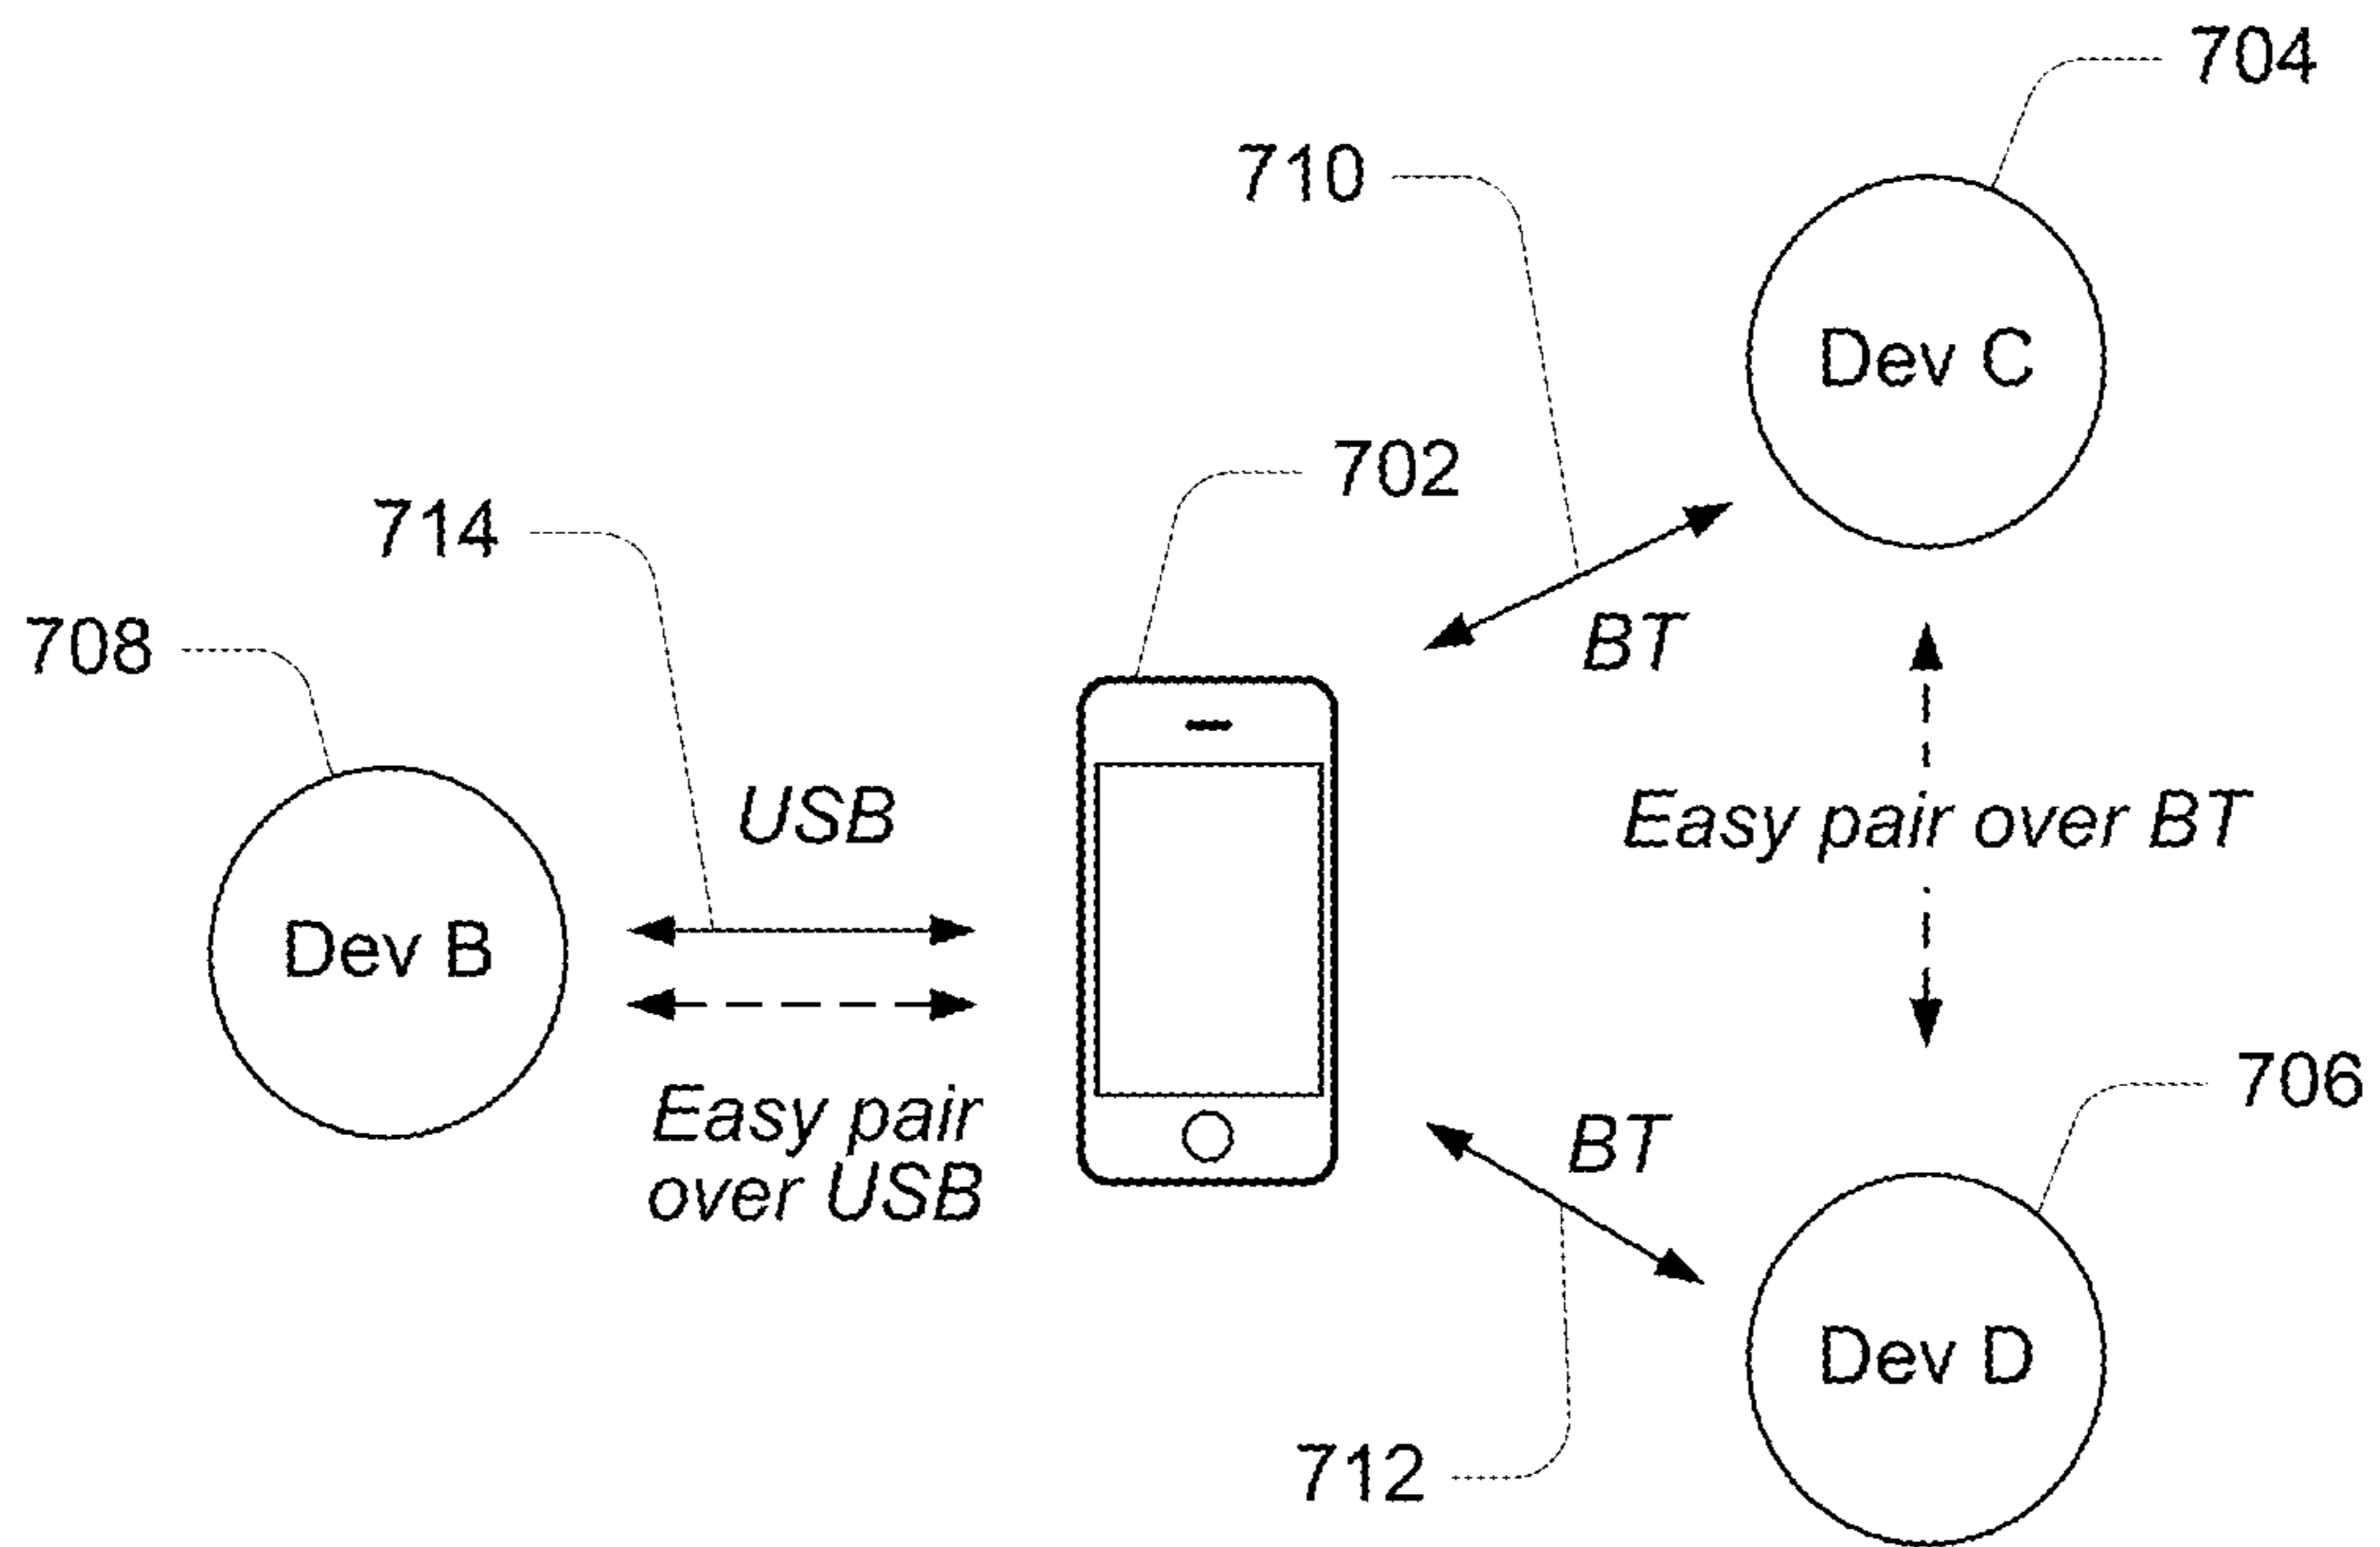 704
710
Dev C
702
714
BT
708
USB
Easy pair over BT
Dev B
706
Easy pair
over USB
BT
Dev D
712